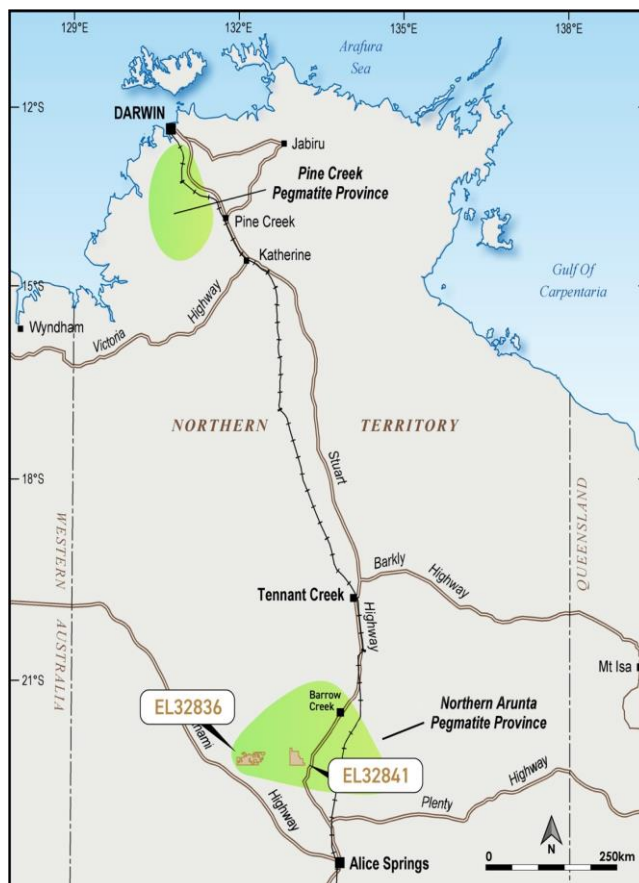 129°E
132°E
135°E
138°E
Arafura
Sea
12°S
DARWIN
Jabiru
Pine Creek
Pegmatite Province
Pine Creek
Katherine
15°S
Gulf Of
Carpentaria
Wyndham
Victoria
Highway
NORTHERN
TERRITORY
18°S
Stuart
WESTERN
AUSTRALIA
QUEENSLAND
Barkly
Highway
Tennant Creek
Highway
Mt Isa
21°S
Barrow
Creek
Northern Arunta
Pegmatite Province
EL32836
EL32841
Highway
Plenty
Highway
Alice Springs
N
0
250km